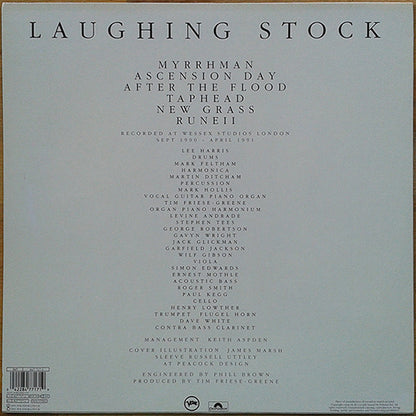 LAUGHING STOCK
MYRRHMAN
ASCENSION DAY
AFTER THE FLOOD
TAPHEAD
NEW GRASS
RUNEII
RECORDED AT WESSEX STUDIOS LONDON
SEPT 1990 - APRIL 1991
LEE HARRIS
DRUMS
MARK FELTHAM
HARMONICA
MARTIN DITCHAM
PERCUSSION
MARK HOLLIS
VOCAL GUITAR PIANO ORGAN
TIM FRIESE-GREENE
ORGAN PIANO HARMONIUM
LEVINE ANDRADE
STEPHEN TEES
GEORGE ROBERTSON
GAVYN WRIGHT
JACK GLICKMAN
GARFIELD JACKSON
WILF GIBSON
VIOLA
SIMON EDWARDS
ERNEST MOTHLE
ACOUSTIC BASS
ROGER SMITH
PAUL KEGG
CELLO
HENRY LOWTHER
TRUMPET FLUGEL HORN
DAVE WHITE
CONTRA BASS CLARINET
MANAGEMENT: KEITH ASPDEN
COVER ILLUSTRATION: JAMES MARSH
SLEEVE RUSSELL UTTLEY
AT PEACOCK DESIGN
ENGINEERED BY PHILL BROWN
PRODUCED BY TIM FRIESE-GREENE